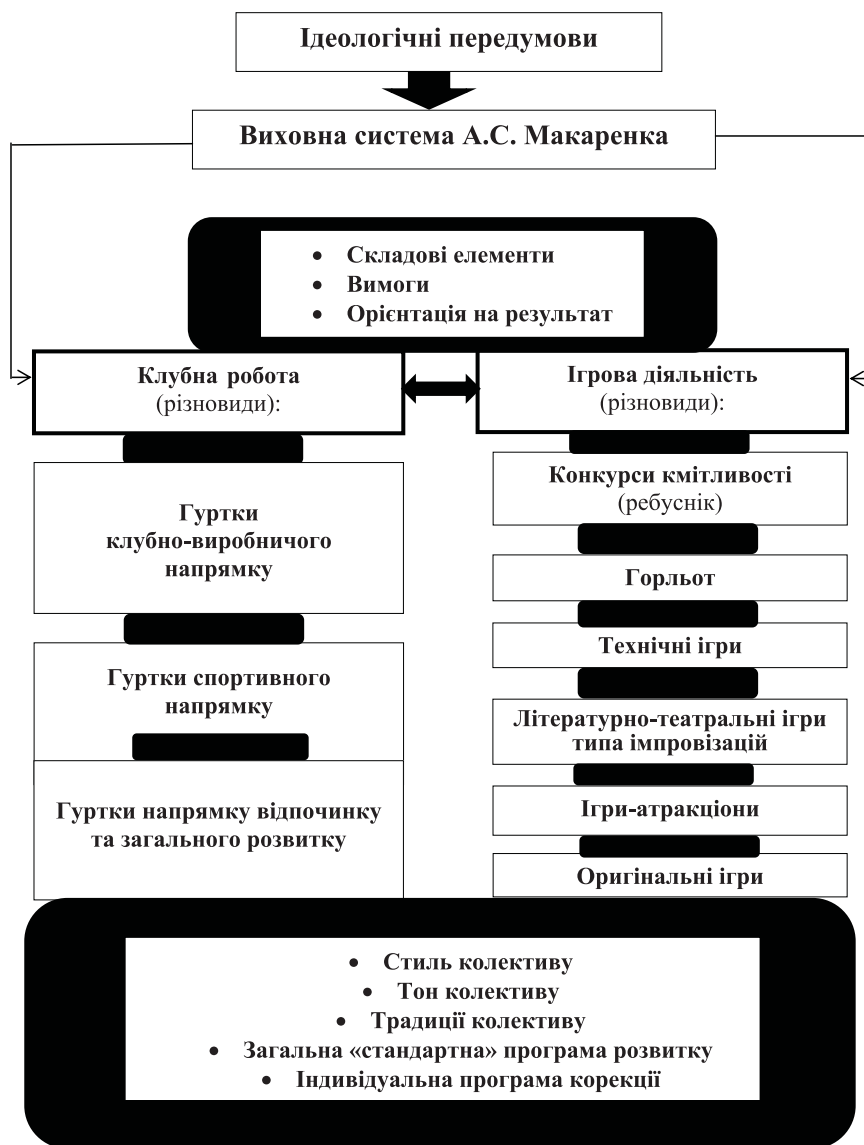 Ідеологічні передумови
Виховна система А.С. Макаренка
• Складові елементи
• Вимоги
• Орієнтація на результат
Клубна робота
(різновиди):
Гуртки
клубно-виробничого
напрямку
Гуртки спортивного
напрямку
Гуртки напрямку відпочинку
та загального розвитку
Ігрова діяльність
(різновиди):
Конкурси кмітливості
(ребуснік)
Горльот
Технічні ігри
Літературно-театральні ігри
типа імпровізацій
Ігри-атракціони
Оригінальні ігри
• Стиль колективу
• Тон колективу
• Традиції колективу
• Загальна «стандартна» програма розвитку
• Індивідуальна програма корекції